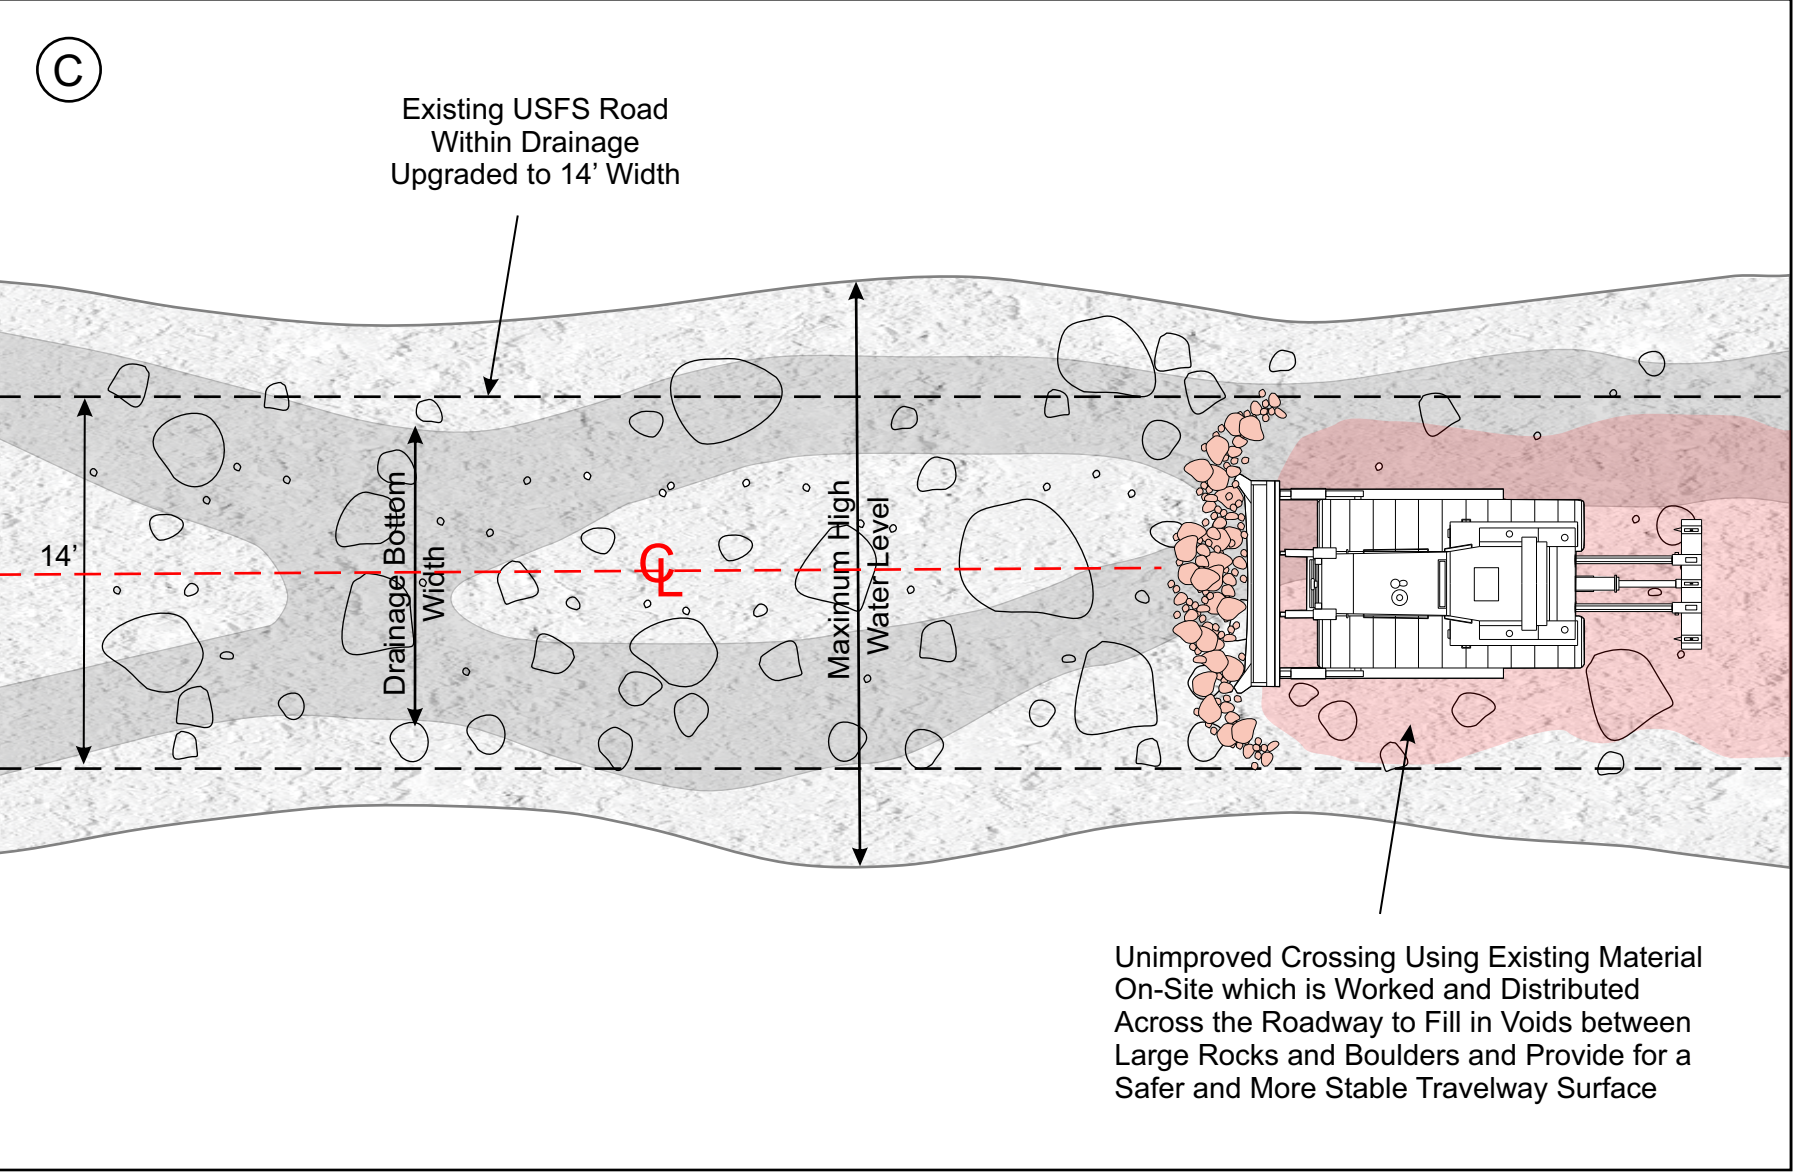 C
Existing USFS Road
Within Drainage
Upgraded to 14’ Width
14’
Drainage Bottom
Width
CL
Maximum High
Water Level
Unimproved Crossing Using Existing Material
On-Site which is Worked and Distributed
Across the Roadway to Fill in Voids between
Large Rocks and Boulders and Provide for a
Safer and More Stable Travelway Surface